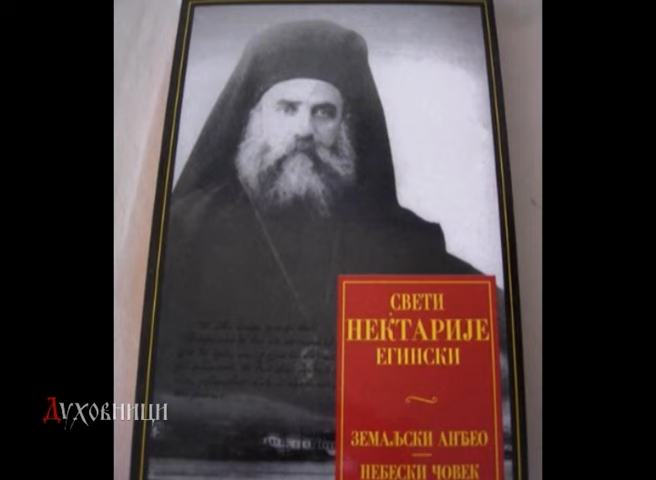 СВЕТИ
НЕКТАРИЈЕ
ЕГИНСКИ
ЗЕМАЉСКИ АНЂЕО
НЕБЕСКИ ЧОВЕК
Духовници